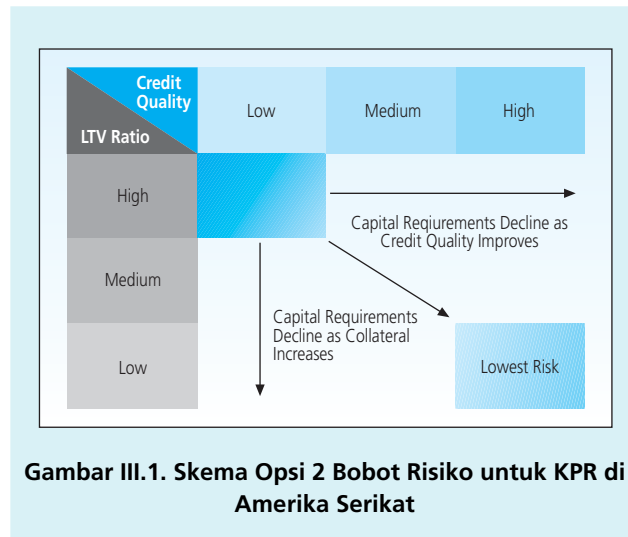 Credit
Quality
LTV Ratio
Low
Medium
High
High
Capital Reqiurements Decline as
Credit Quality Improves
Medium
Capital Requirements
Decline as Collateral
Increases
Low
Lowest Risk
Gambar III.1. Skema Opsi 2 Bobot Risiko untuk KPR di
Amerika Serikat